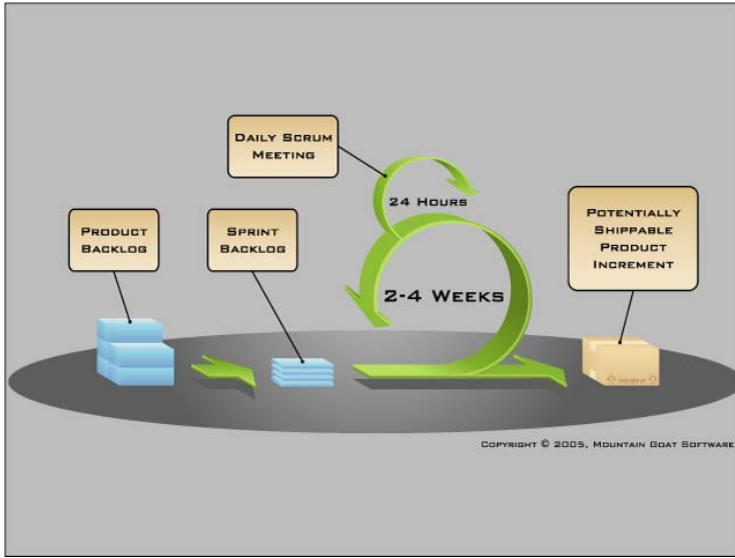 DAILY SCRUM
MEETING
24 HOURS
PRODUCT
BACKLOG
SPRINT
BACKLOG
POTENTIALLY
SHIPPABLE
PRODUCT
INCREMENT
2-4 WEEKS
COPYRIGHT © 2005, MOUNTAIN GOAT SOFTWARE